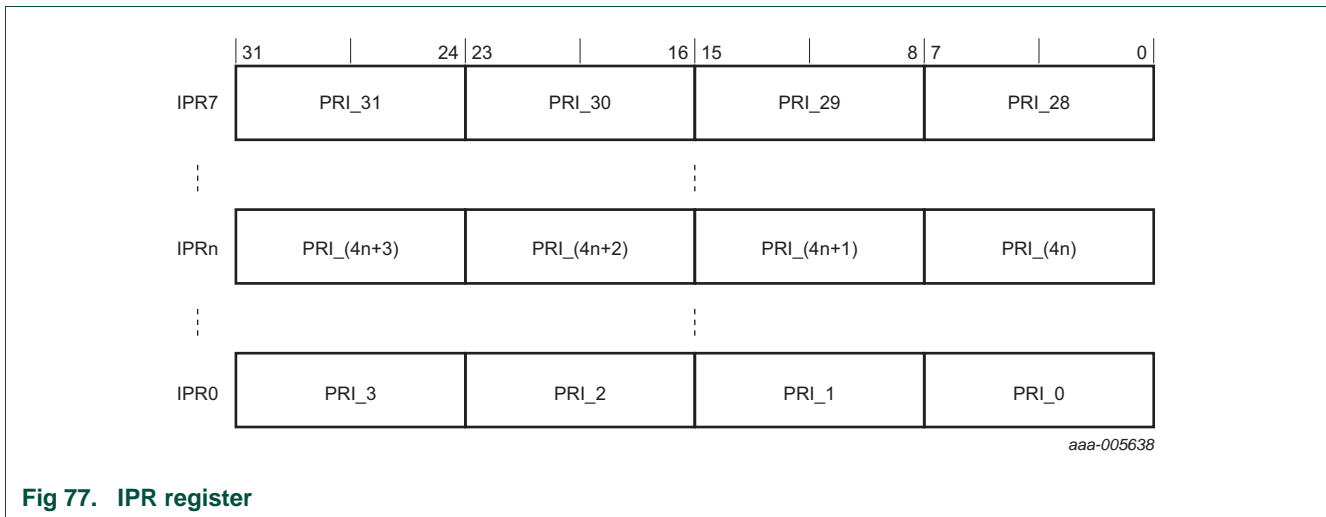 31 24 23 16 15 8 7 0
IPR7 PRI_31 PRI_30 PRI_29 PRI_28
IPRn PRI_(4n+3) PRI_(4n+2) PRI_(4n+1) PRI_(4n)
IPR0 PRI_3 PRI_2 PRI_1 PRI_0
aaa-005638
Fig 77. IPR register